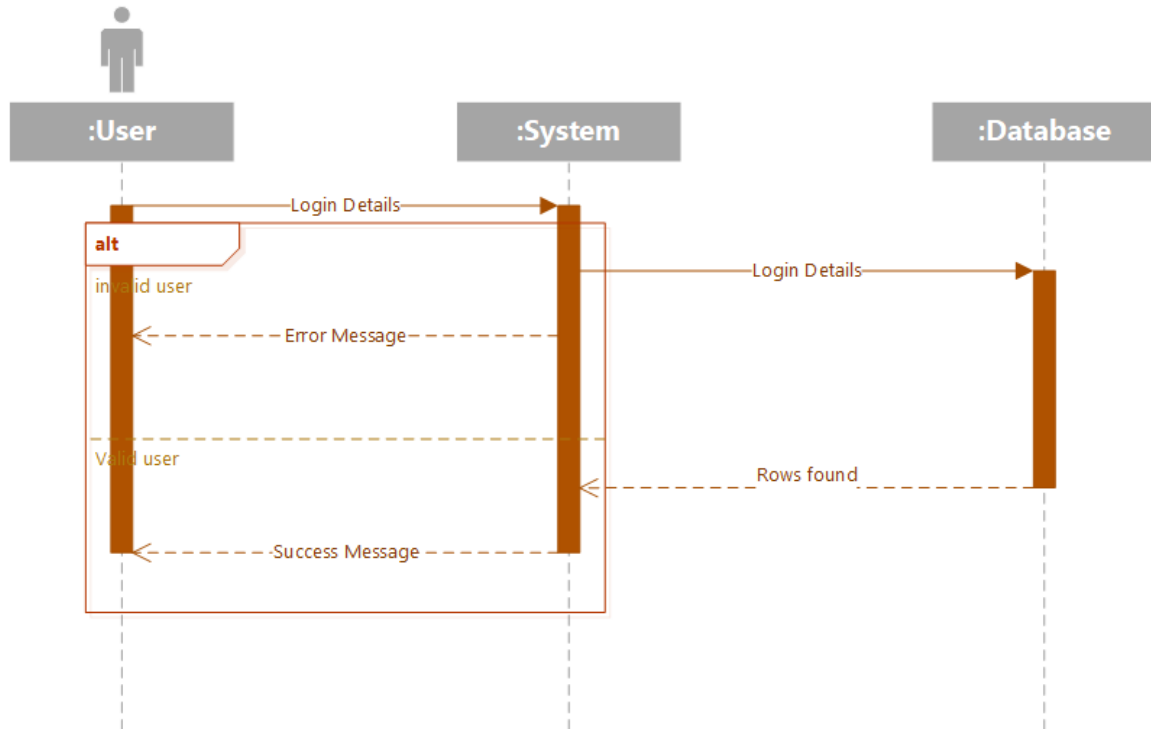 :User
:System
:Database
Login Details
alt
Login Details
invalid user
Error Message
Valid user
Rows found
Success Message